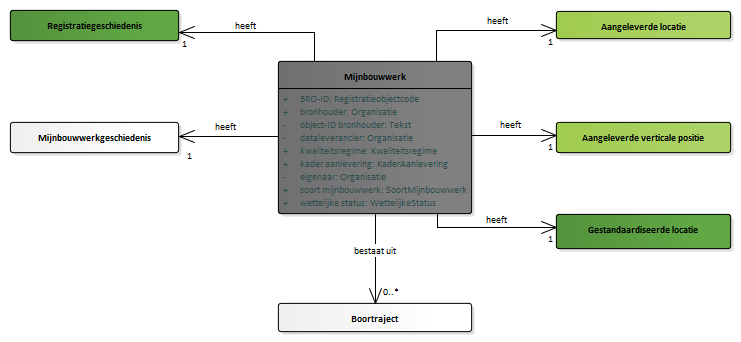 Registratiegeschiedenis
heeft
1
heeft
1
Aangeleverde locatie
Mijnbouwwerk
+ BRO-ID: Registratieobjectcode
+ bronhouder: Organisatie
- object-ID bronhouder: Tekst
- dataleverancier: Organisatie
+ kwaliteitsregime: Kwaliteitsregime
+ kader aanlevering: KaderAanlevering
- eigenaar: Organisatie
+ soort mijnbouwwerk: SoortMijnbouwwerk
+ wettelijke status: WettelijkeStatus
Mijnbouwwerkgeschiedenis
heeft
1
heeft
1
Aangeleverde verticale positie
heeft
1
Gestandaardiseerde locatie
bestaat uit
0..*
Boortraject